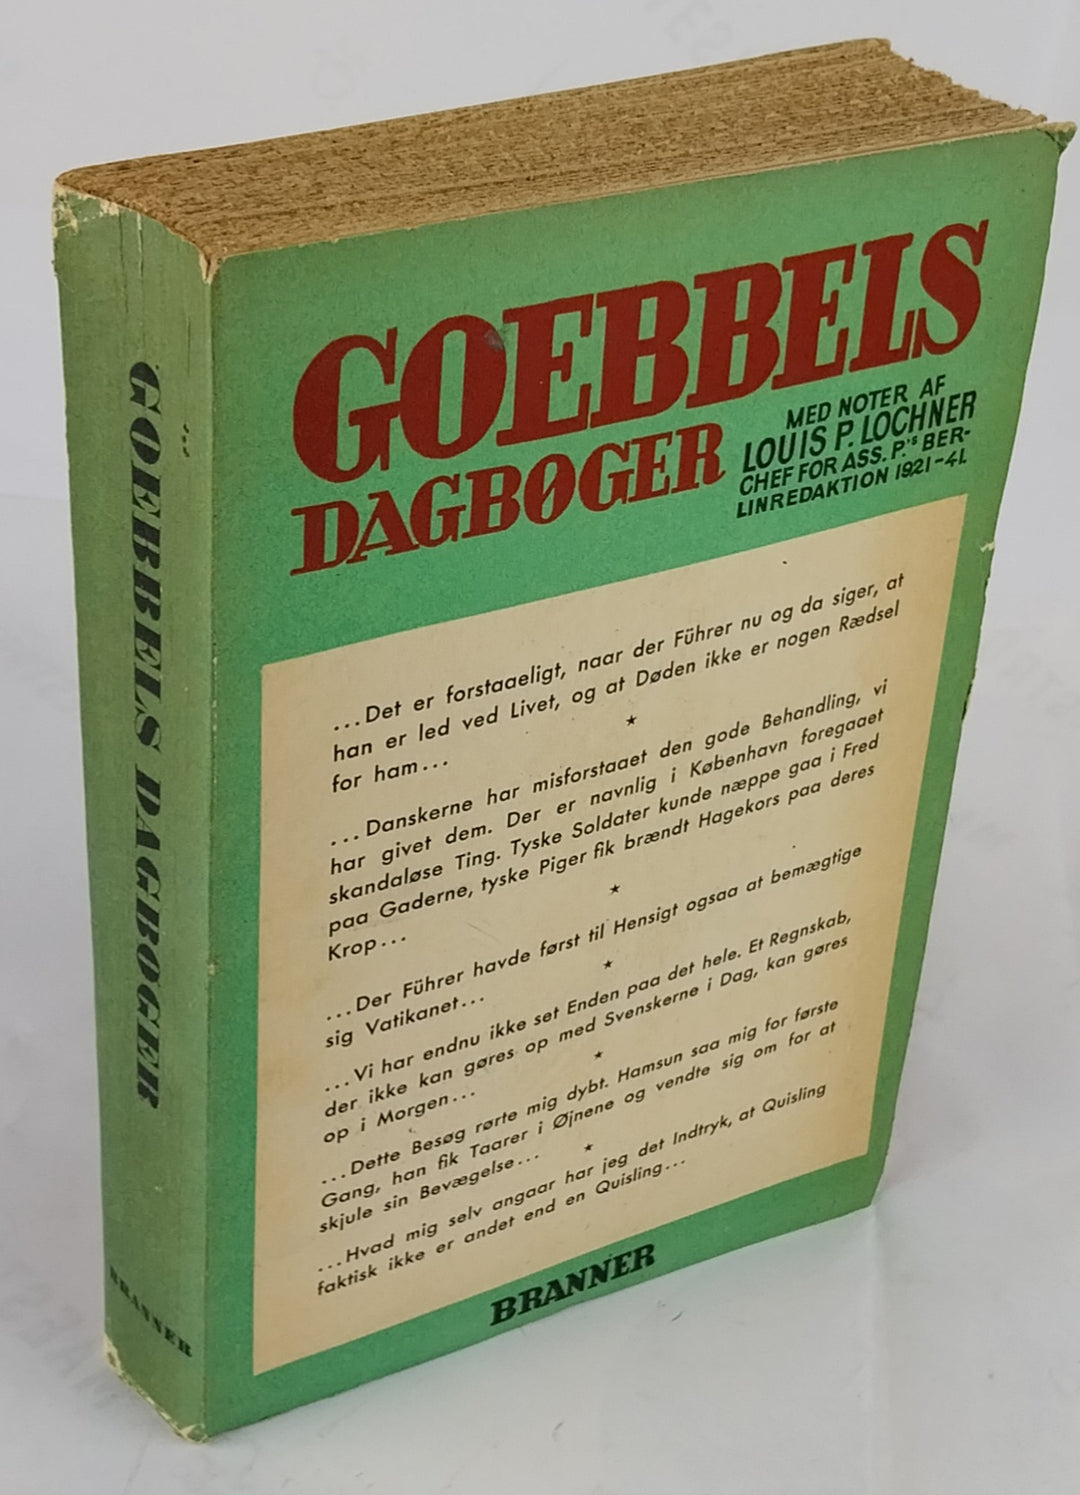 GOEBBELS
DAGBØGER
MED NOTER AF
LOUIS P. LOCHNER
CHEF FOR ASS. P.'s BER-
LINREDAKTION 1921-41.
...Det er forstaaeligt, naar der Führer nu og da siger, at
han er led ved Livet, og at Døden ikke er nogen Rædsel
for ham...
...Danskerne har misforstaaet den gode Behandling, vi
har givet dem. Der er navnlig i København foregaaet
skandaløse Ting. Tyske Soldater kunde næppe gaa i Fred
paa Gaderne, tyske Piger fik brændt Hagekors paa deres
Krop...
...Der Führer havde først til Hensigt ogsaa at bemægtige
sig Vatikanet...
...Vi har endnu ikke set Enden paa det hele. Et Regnskab,
der ikke kan gøres op med Svenskerne i Dag, kan gøres
op i Morgen...
...Dette Besøg rørte mig dybt. Hamsun saa mig for første
Gang, han fik Taarer i Øjnene og vendte sig om for at
skjule sin Bevægelse...
...Hvad mig selv angaar har jeg det Indtryk, at Quisling
faktisk ikke er andet end en Quisling...
BRANNER
GOEBBELS DAGBØGER
BRANNER